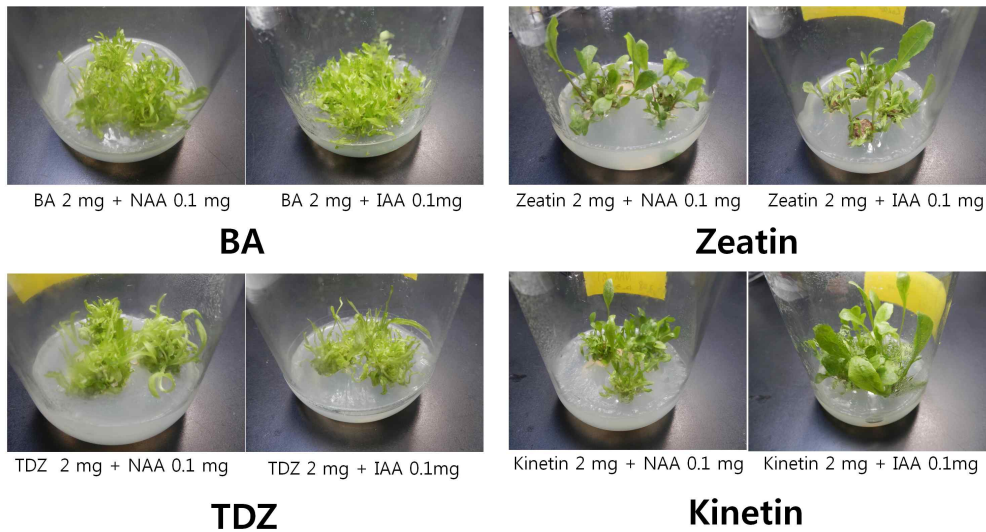 BA 2 mg + NAA 0.1 mg
BA 2 mg + IAA 0.1mg
BA
Zeatin 2 mg + NAA 0.1 mg
Zeatin 2 mg + IAA 0.1 mg
Zeatin
TDZ 2 mg + NAA 0.1 mg
TDZ 2 mg + IAA 0.1mg
TDZ
Kinetin 2 mg + NAA 0.1 mg
Kinetin 2 mg + IAA 0.1mg
Kinetin